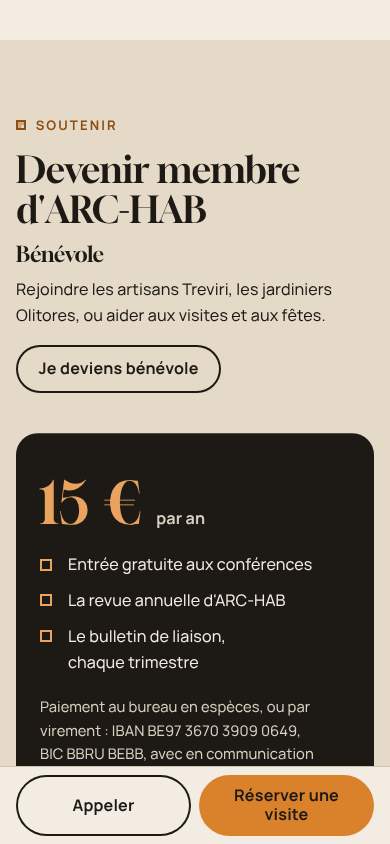 SOUTENIR
Devenir membre
d'ARC-HAB
Bénévole
Rejoindre les artisans Treviri, les jardiniers
Olitores, ou aider aux visites et aux fêtes.
Je deviens bénévole
15 € par an
Entrée gratuite aux conférences
La revue annuelle d'ARC-HAB
Le bulletin de liaison,
chaque trimestre
Paiement au bureau en espèces, ou par
virement : IBAN BE97 3670 3909 0649,
BIC BBRU BEBB, avec en communication
Appeler
Réserver une
visite